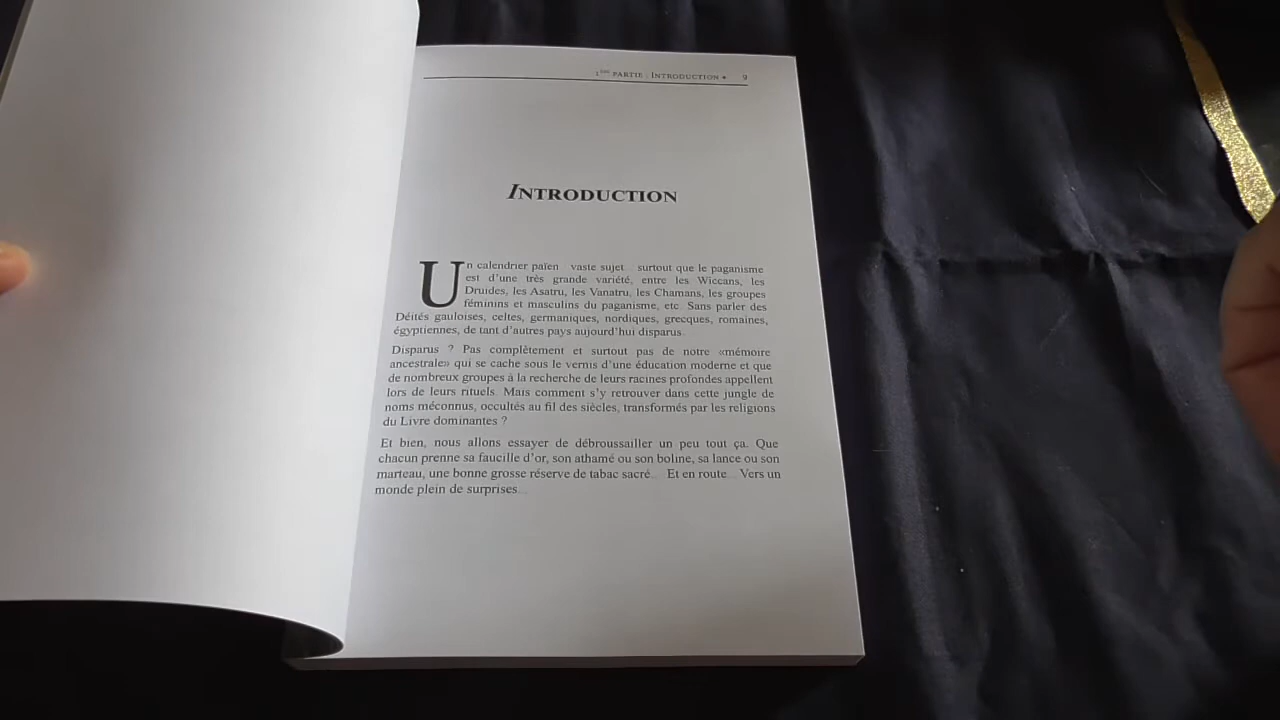 1ère PARTIE : INTRODUCTION • 9
INTRODUCTION
Un calendrier païen... vaste sujet... surtout que le paganisme
est d'une très grande variété, entre les Wiccans, les
Druides, les Asatru, les Vanatru, les Chamans, les groupes
féminins et masculins du paganisme, etc. Sans parler des
Déités gauloises, celtes, germaniques, nordiques, grecques, romaines,
égyptiennes, de tant d'autres pays aujourd'hui disparus.
Disparus ? Pas complètement et surtout pas de notre «mémoire
ancestrale» qui se cache sous le vernis d'une éducation moderne et que
de nombreux groupes à la recherche de leurs racines profondes appellent
lors de leurs rituels. Mais comment s'y retrouver dans cette jungle de
noms méconnus, occultés au fil des siècles, transformés par les religions
du Livre dominantes ?
Et bien, nous allons essayer de débroussailler un peu tout ça. Que
chacun prenne sa faucille d'or, son athamé ou son boline, sa lance ou son
marteau, une bonne grosse réserve de tabac sacré... Et en route... Vers un
monde plein de surprises...